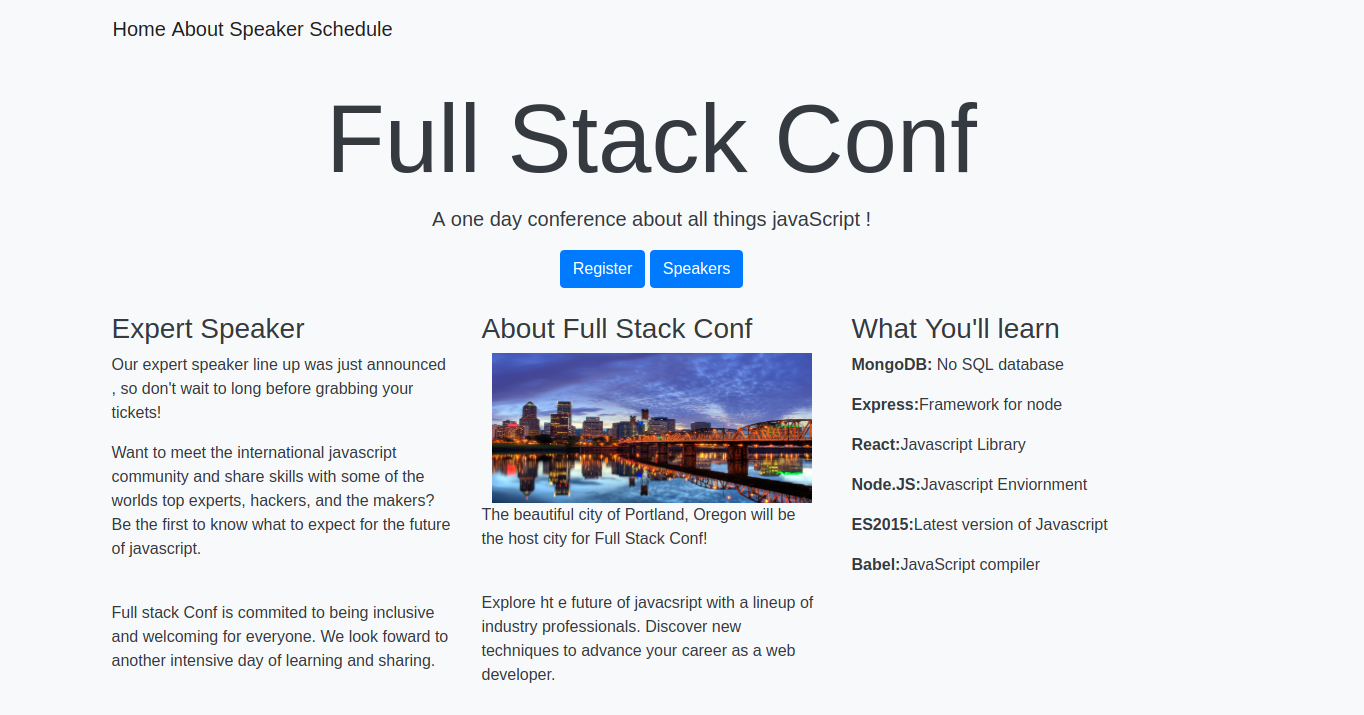 Home About Speaker Schedule
Full Stack Conf
A one day conference about all things javaScript !
Register Speakers
Expert Speaker
Our expert speaker line up was just announced
, so don't wait to long before grabbing your
tickets!
Want to meet the international javascript
community and share skills with some of the
worlds top experts, hackers, and the makers?
Be the first to know what to expect for the future
of javascript.
Full stack Conf is commited to being inclusive
and welcoming for everyone. We look foward to
another intensive day of learning and sharing.
About Full Stack Conf
The beautiful city of Portland, Oregon will be
the host city for Full Stack Conf!
Explore ht e future of javacsript with a lineup of
industry professionals. Discover new
techniques to advance your career as a web
developer.
What You'll learn
MongoDB: No SQL database
Express:Framework for node
React:Javascript Library
Node.JS:Javascript Enviornment
ES2015:Latest version of Javascript
Babel:JavaScript compiler